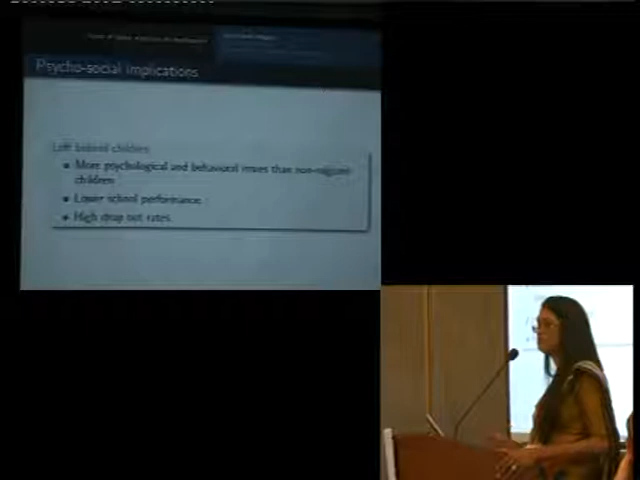 Psycho-social implications
Left behind children
More psychological and behavioral issues than non-migrant
children
Lower school performance.
High drop out rates.